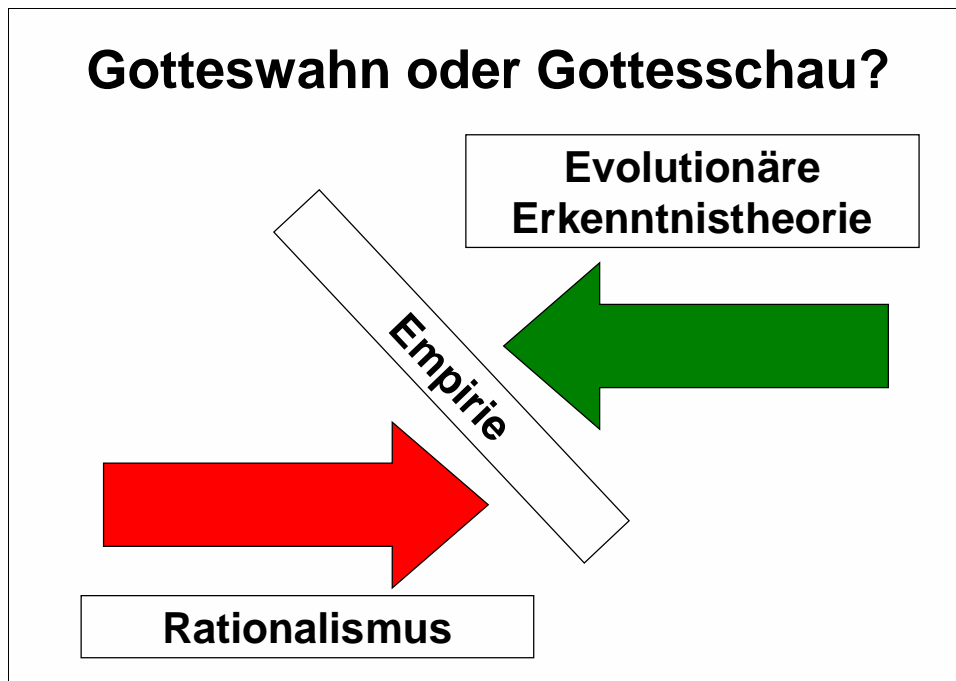 Gotteswahn oder Gottesschau?
Evolutionäre
Erkenntnistheorie
Empirie
Rationalismus